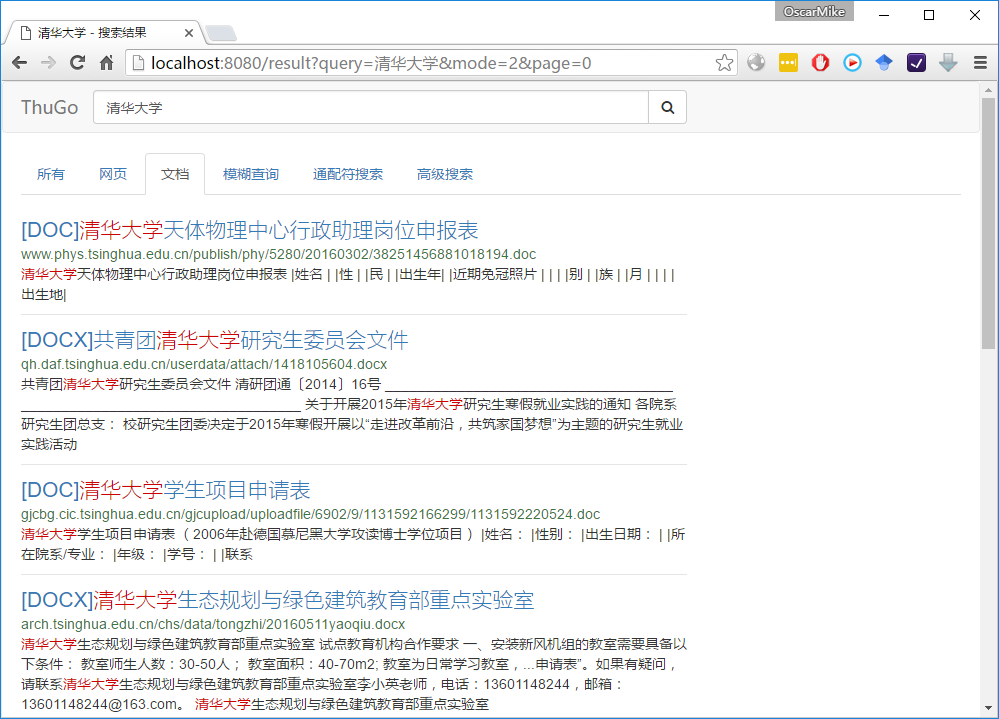 OscarMike
清华大学 - 搜索结果
localhost:8080/result?query=清华大学&mode=2&page=0
ThuGo 清华大学
所有 网页 文档 模糊查询 通配符搜索 高级搜索
[DOC]清华大学天体物理中心行政助理岗位申报表
www.phys.tsinghua.edu.cn/publish/phy/5280/20160302/38251456881018194.doc
清华大学天体物理中心行政助理岗位申报表 |姓名 | |性 | |民 | |出生年| |近期免冠照片 | | | |别 | |族 | |月 | | | |
出生地|
[DOCX]共青团清华大学研究生委员会文件
qh.daf.tsinghua.edu.cn/userdata/attach/1418105604.docx
共青团清华大学研究生委员会文件 清研团通〔2014〕16号 ____________________________________
___________________________________ 关于开展2015年清华大学研究生寒假就业实践的通知 各院系
研究生团总支： 校研究生团委决定于2015年寒假开展以“走进改革前沿，共筑家国梦想”为主题的研究生就业
实践活动
[DOC]清华大学学生项目申请表
gjcbg.cic.tsinghua.edu.cn/gjcupload/uploadfile/6902/9/1131592166299/1131592220524.doc
清华大学学生项目申请表 （ 2006年赴德国慕尼黑大学攻读博士学位项目 ）|姓名： |性别： |出生日期： | |所
在院系/专业： |年级： |学号： | |联系
[DOCX]清华大学生态规划与绿色建筑教育部重点实验室
arch.tsinghua.edu.cn/chs/data/tongzhi/20160511yaoqiu.docx
清华大学生态规划与绿色建筑教育部重点实验室 试点教育机构合作要求 一、安装新风机组的教室需要具备以
下条件： 教室师生人数：30-50人； 教室面积：40-70m2; 教室为日常学习教室，...申请表”。如果有疑问，
请联系清华大学生态规划与绿色建筑教育部重点实验室李小英老师，电话：13601148244，邮箱：
13601148244@163.com。 清华大学生态规划与绿色建筑教育部重点实验室